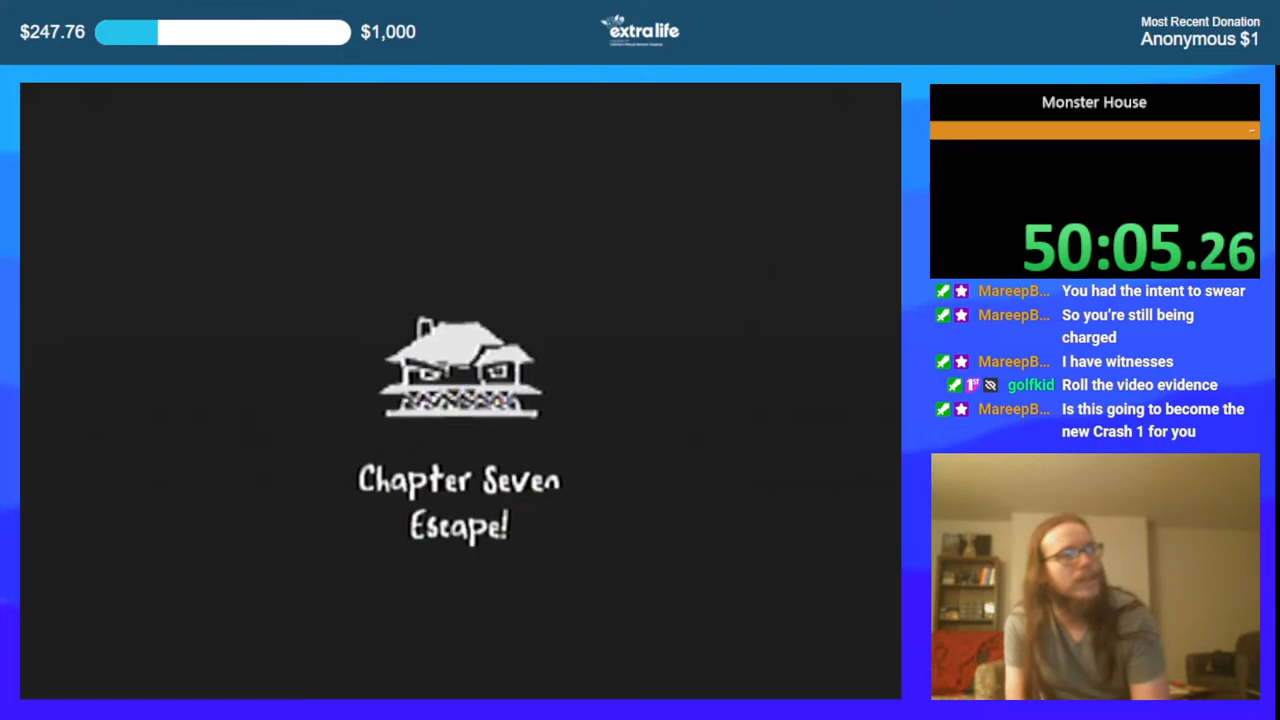 $247.76
$1,000
extralife
Most Recent Donation
Anonymous $1
Monster House
-
50:05.26
MareepB... You had the intent to swear
MareepB... So you're still being
charged
MareepB... I have witnesses
1st golfkid Roll the video evidence
MareepB... Is this going to become the
new Crash 1 for you
Chapter Seven
Escape!